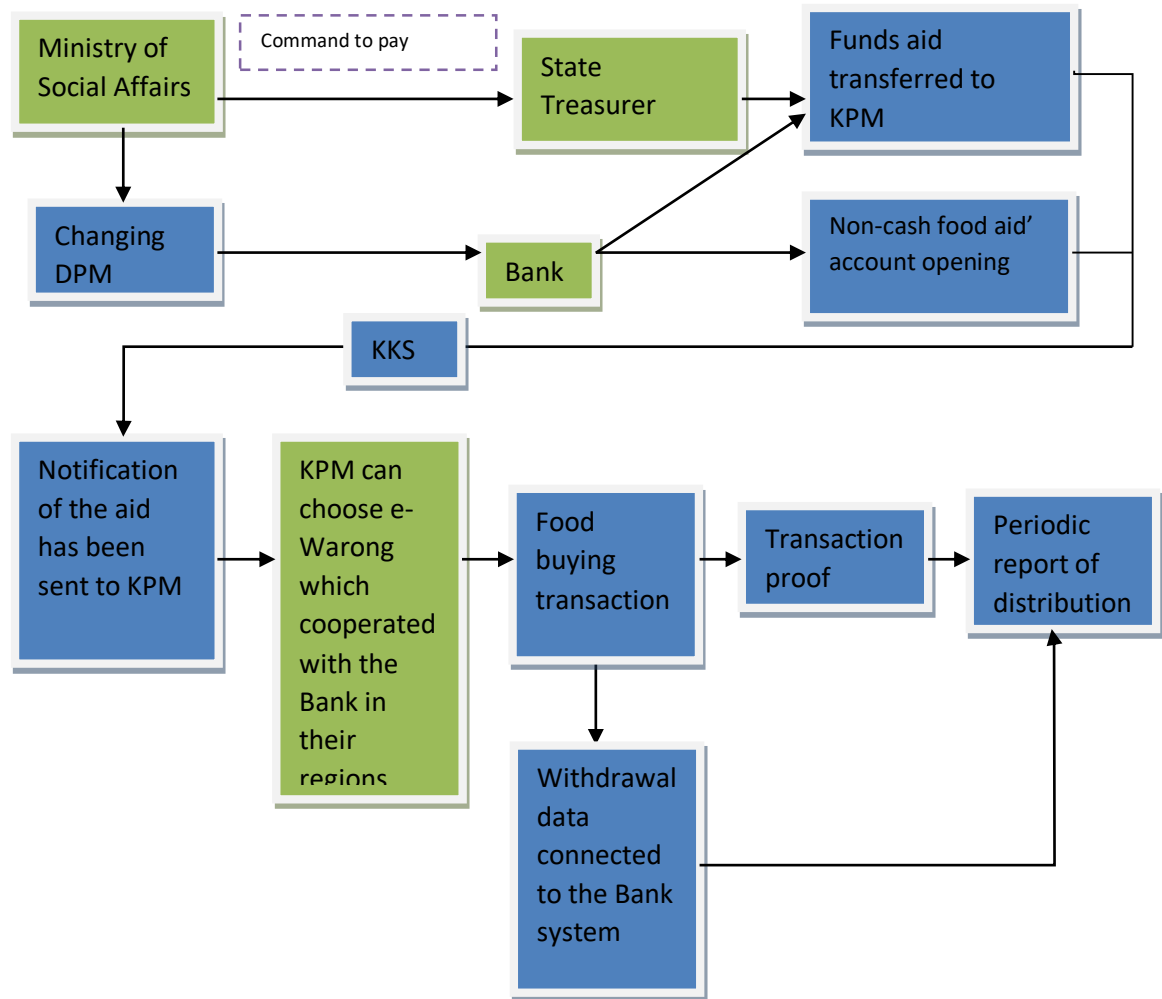 Ministry of
Social Affairs
Command to pay
State
Treasurer
Funds aid
transferred to
KPM
Changing
DPM
Bank
Non-cash food aid’
account opening
KKS
Notification
of the aid
has been
sent to KPM
KPM can
choose e-
Warong
which
cooperated
with the
Bank in
their
regions
Food
buying
transaction
Transaction
proof
Periodic
report of
distribution
Withdrawal
data
connected
to the Bank
system